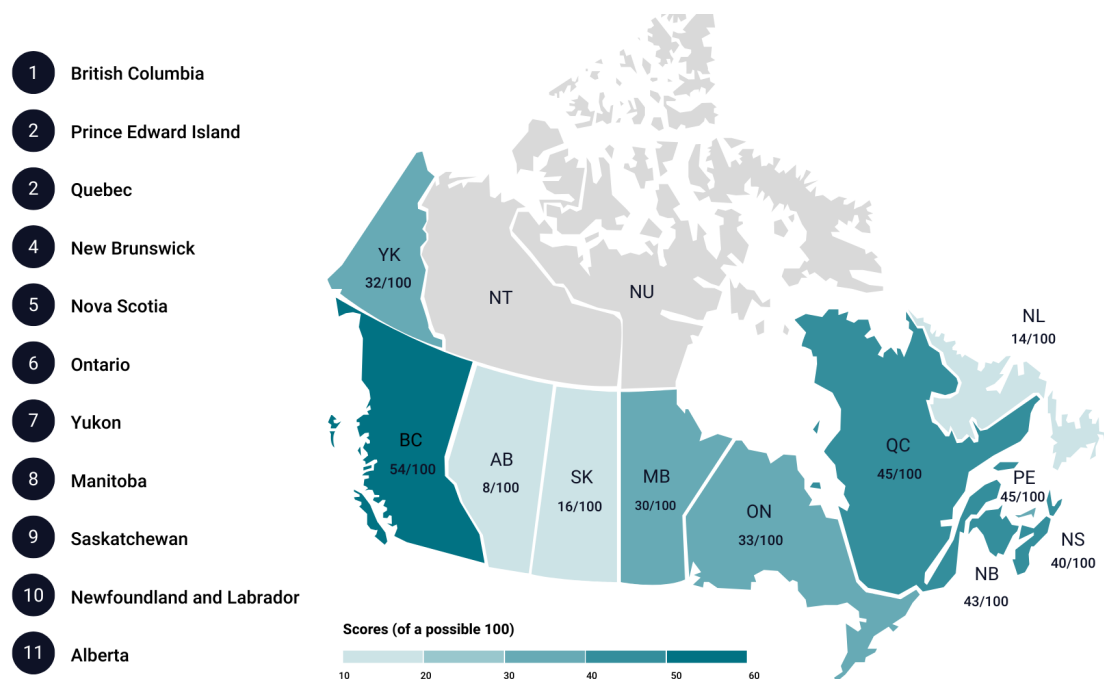 1 British Columbia
2 Prince Edward Island
2 Quebec
4 New Brunswick
5 Nova Scotia
6 Ontario
7 Yukon
8 Manitoba
9 Saskatchewan
10 Newfoundland and Labrador
11 Alberta
YK
32/100
NT
NU
NL
14/100
BC
54/100
AB
8/100
SK
16/100
MB
30/100
ON
33/100
QC
45/100
PE
45/100
NS
40/100
NB
43/100
Scores (of a possible 100)
10 20 30 40 50 60